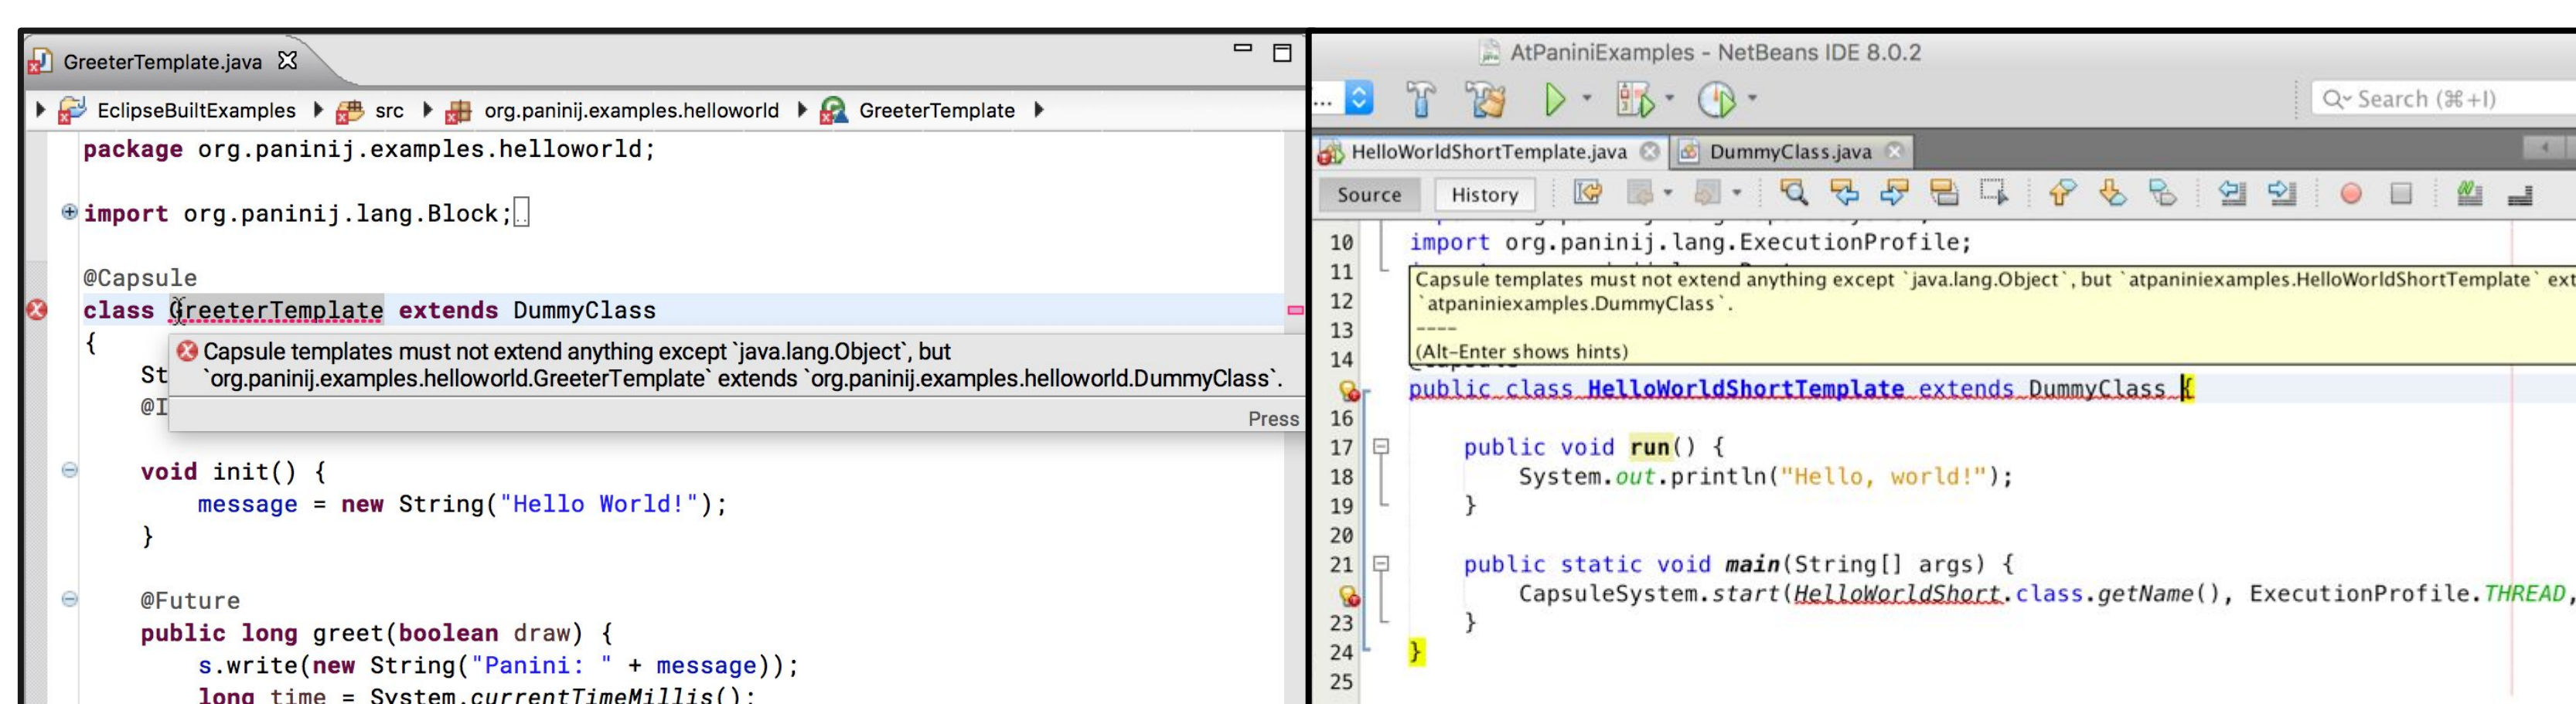 GreeterTemplate.java
EclipseBuiltExamples src org.paninij.examples.helloworld GreeterTemplate
package org.paninij.examples.helloworld;
import org.paninij.lang.Block;
@Capsule
class GreeterTemplate extends DummyClass
{
Capsule templates must not extend anything except `java.lang.Object`, but
St `org.paninij.examples.helloworld.GreeterTemplate` extends `org.paninij.examples.helloworld.DummyClass`.
@I
Press
void init() {
message = new String("Hello World!");
}
@Future
public long greet(boolean draw) {
s.write(new String("Panini: " + message));
long time = System.currentTimeMillis();
AtPaniniExamples - NetBeans IDE 8.0.2
... Search (⌘+I)
HelloWorldShortTemplate.java DummyClass.java
Source History
10 import org.paninij.lang.ExecutionProfile;
11 Capsule templates must not extend anything except `java.lang.Object`, but `atpaniniexamples.HelloWorldShortTemplate` ext
12 `atpaniniexamples.DummyClass`.
13 ----
14 (Alt-Enter shows hints)
public class HelloWorldShortTemplate extends DummyClass {
16
17 public void run() {
18 System.out.println("Hello, world!");
19 }
20
21 public static void main(String[] args) {
CapsuleSystem.start(HelloWorldShort.class.getName(), ExecutionProfile.THREAD,
23 }
24 }
25